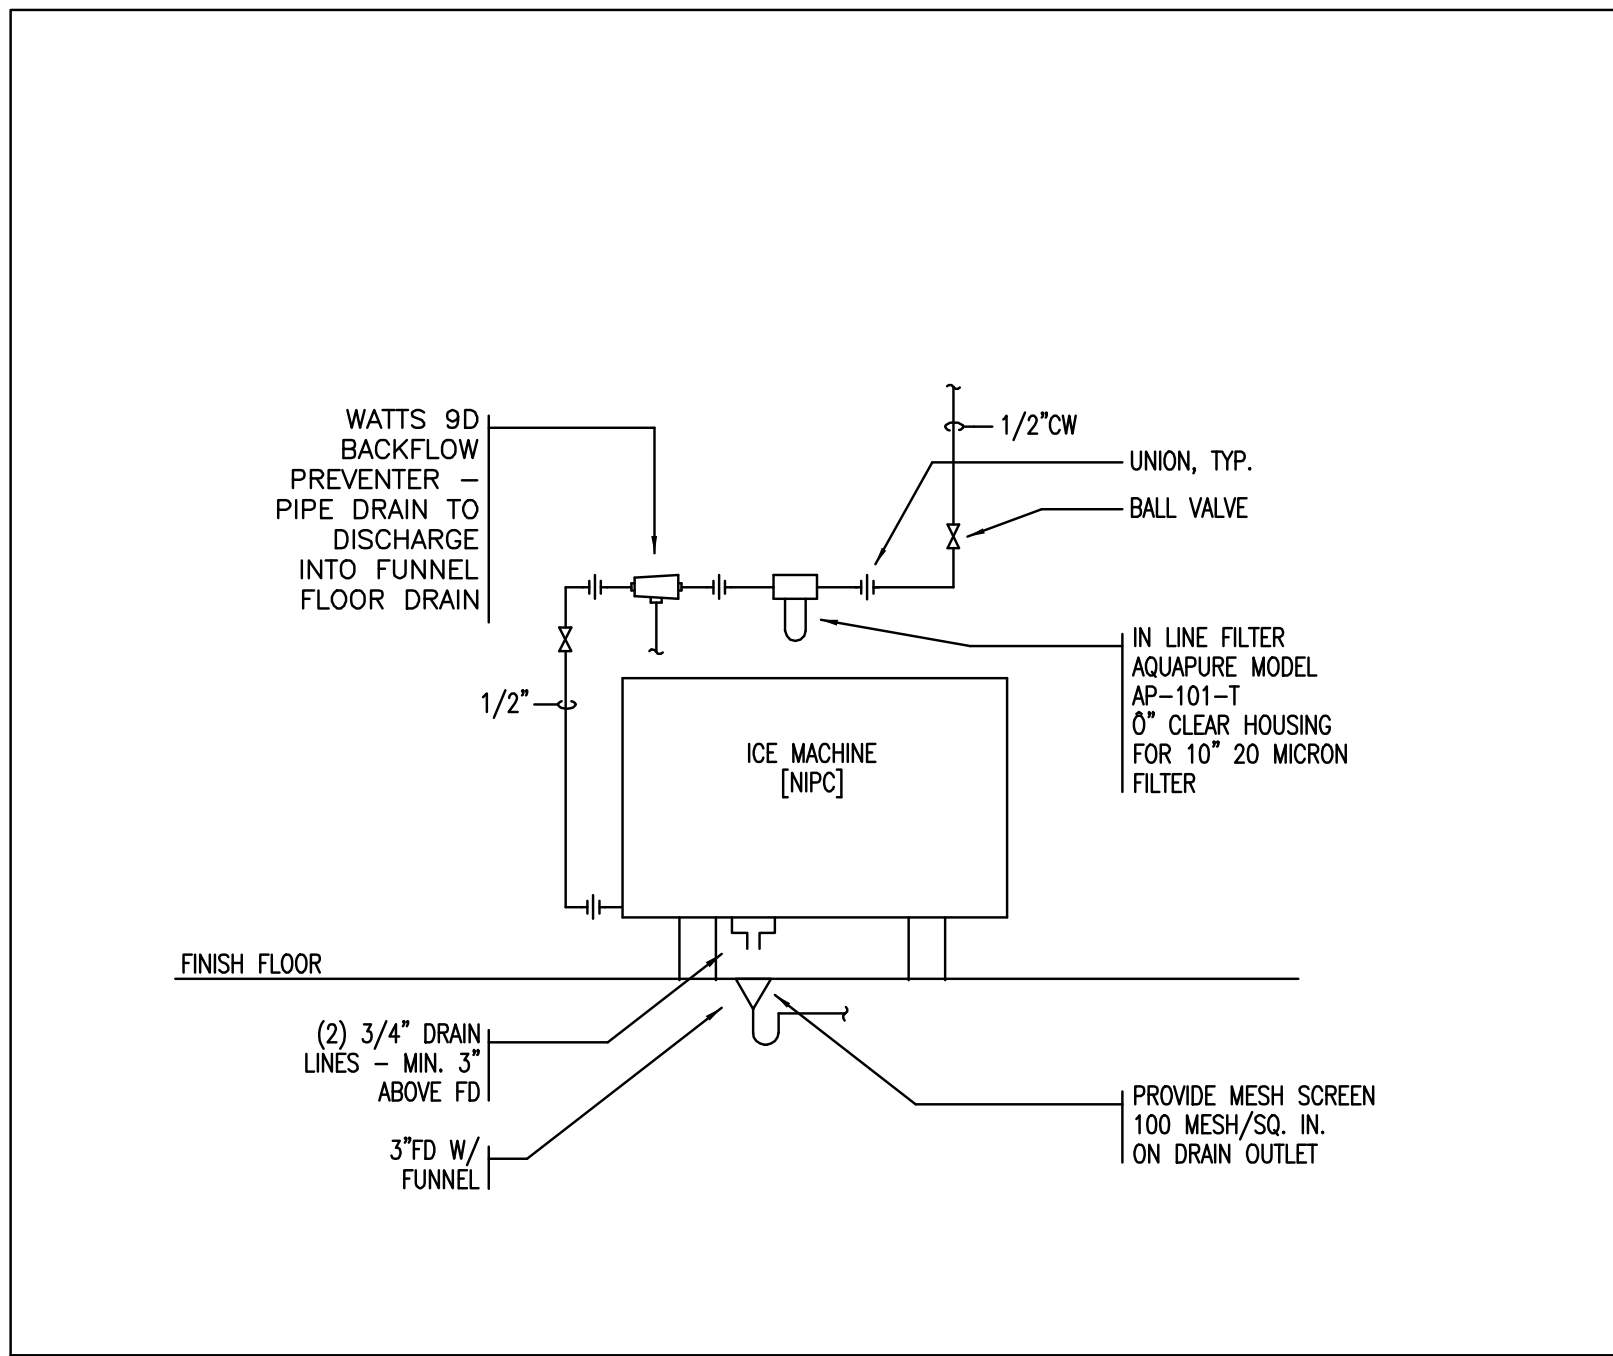 WATTS 9D
BACKFLOW
PREVENTER –
PIPE DRAIN TO
DISCHARGE
INTO FUNNEL
FLOOR DRAIN
1/2"CW
UNION, TYP.
BALL VALVE
IN LINE FILTER
AQUAPURE MODEL
AP-101-T
Ô" CLEAR HOUSING
FOR 10" 20 MICRON
FILTER
1/2"
ICE MACHINE
[NIPC]
FINISH FLOOR
(2) 3/4" DRAIN
LINES – MIN. 3"
ABOVE FD
3"FD W/
FUNNEL
PROVIDE MESH SCREEN
100 MESH/SQ. IN.
ON DRAIN OUTLET